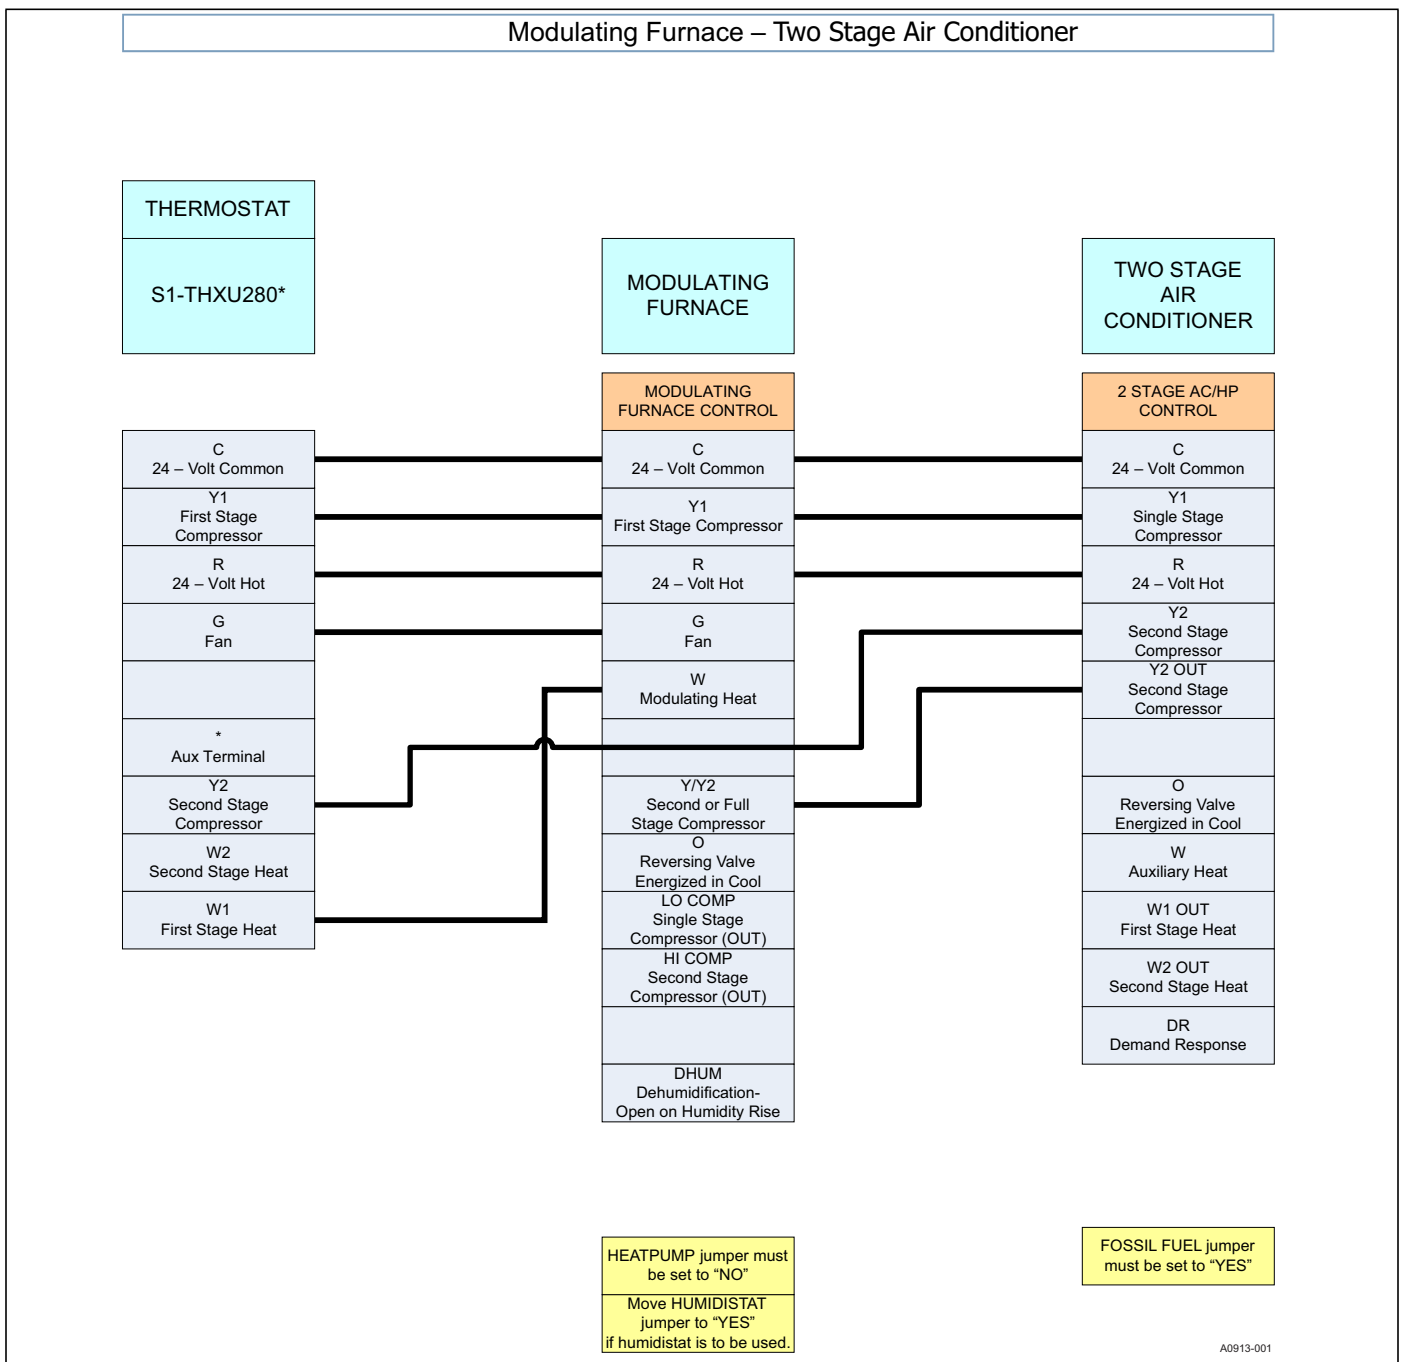 Modulating Furnace – Two Stage Air Conditioner
THERMOSTAT
S1-THXU280*
MODULATING
FURNACE
TWO STAGE
AIR
CONDITIONER
C
24 – Volt Common
Y1
First Stage
Compressor
R
24 – Volt Hot
G
Fan
*
Aux Terminal
Y2
Second Stage
Compressor
W2
Second Stage Heat
W1
First Stage Heat
MODULATING
FURNACE CONTROL
C
24 – Volt Common
Y1
First Stage Compressor
R
24 – Volt Hot
G
Fan
W
Modulating Heat
Y/Y2
Second or Full
Stage Compressor
O
Reversing Valve
Energized in Cool
LO COMP
Single Stage
Compressor (OUT)
HI COMP
Second Stage
Compressor (OUT)
DHUM
Dehumidification-
Open on Humidity Rise
2 STAGE AC/HP
CONTROL
C
24 – Volt Common
Y1
Single Stage
Compressor
R
24 – Volt Hot
Y2
Second Stage
Compressor
Y2 OUT
Second Stage
Compressor
O
Reversing Valve
Energized in Cool
W
Auxiliary Heat
W1 OUT
First Stage Heat
W2 OUT
Second Stage Heat
DR
Demand Response
HEATPUMP jumper must
be set to “NO”
Move HUMIDISTAT
jumper to “YES”
if humidistat is to be used.
FOSSIL FUEL jumper
must be set to “YES”
A0913-001